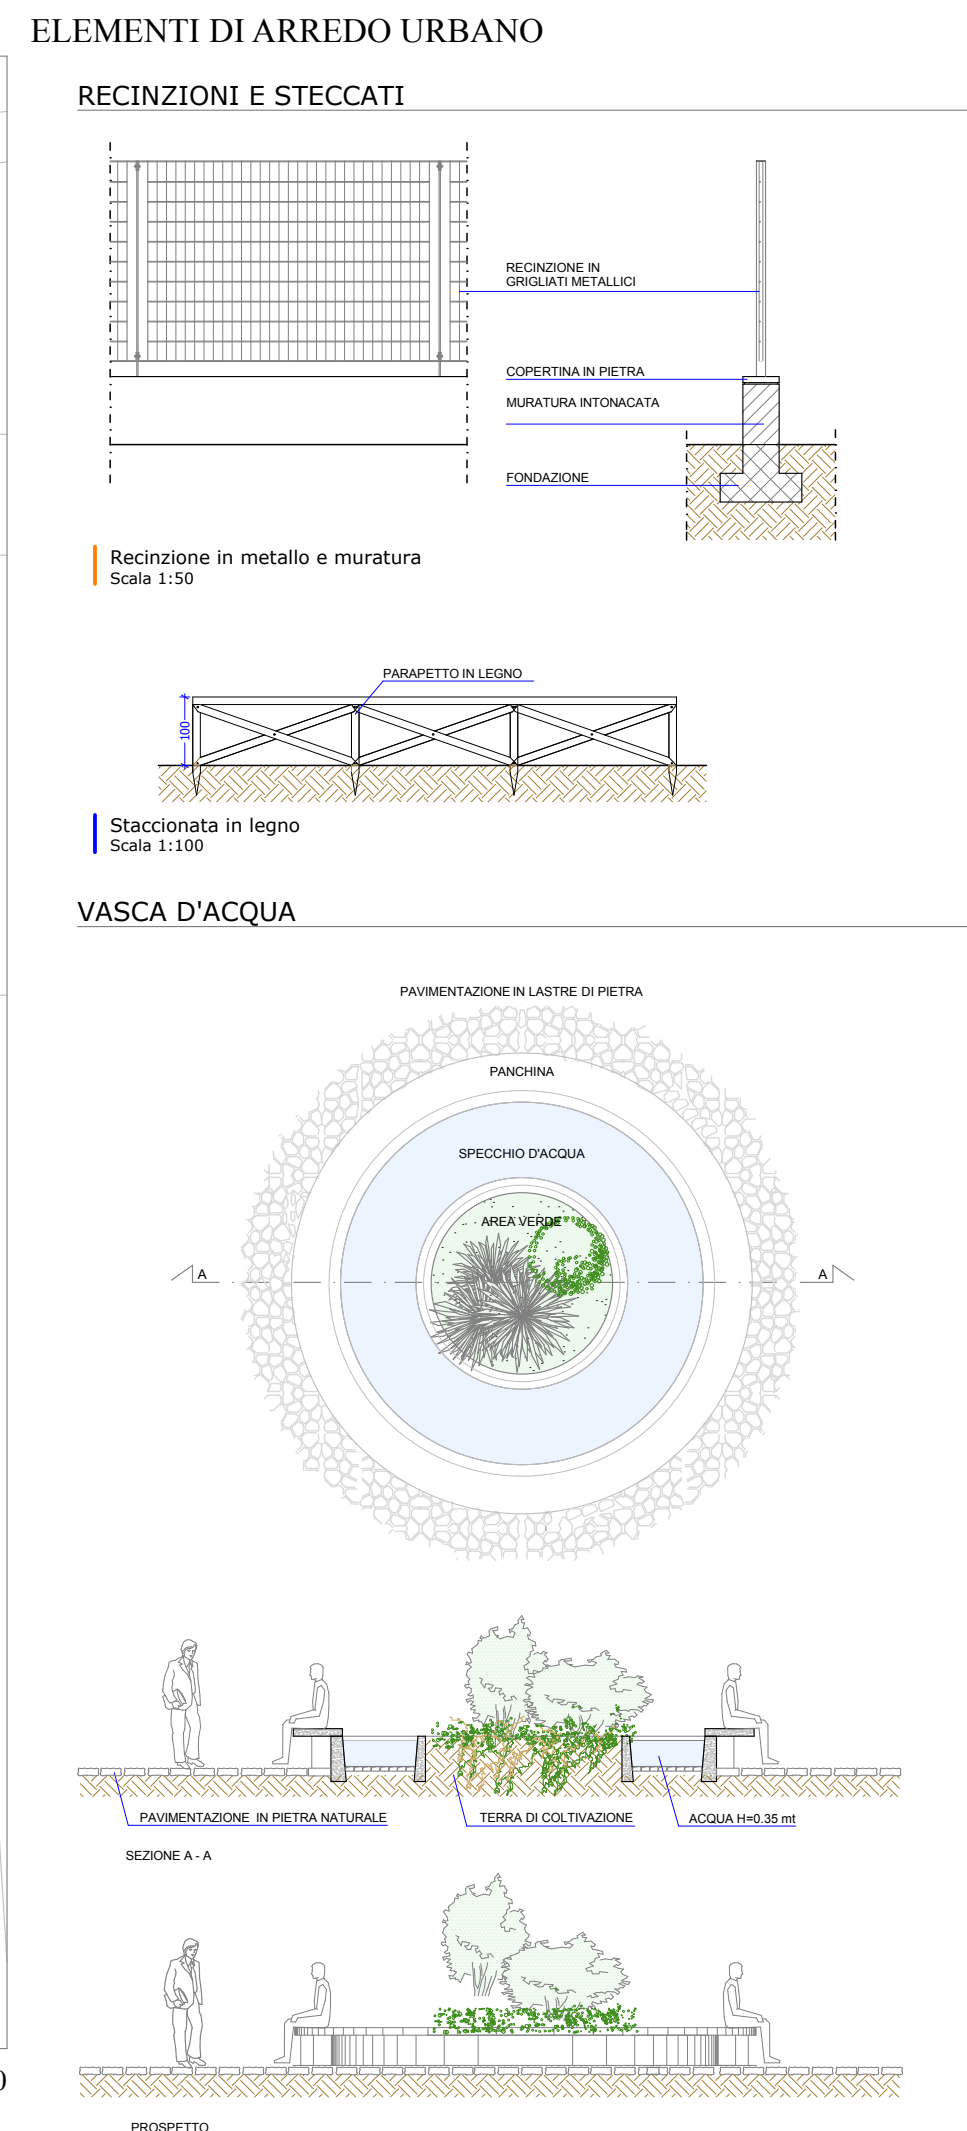 ELEMENTI DI ARREDO URBANO
RECINZIONI E STECCATI
RECINZIONE IN
GRIGLIATI METALLICI
COPERTINA IN PIETRA
MURATURA INTONACATA
FONDAZIONE
Recinzione in metallo e muratura
Scala 1:50
PARAPETTO IN LEGNO
100
Staccionata in legno
Scala 1:100
VASCA D'ACQUA
PAVIMENTAZIONE IN LASTRE DI PIETRA
PANCHINA
SPECCHIO D'ACQUA
AREA VERDE
A
A
PAVIMENTAZIONE IN PIETRA NATURALE
TERRA DI COLTIVAZIONE
ACQUA H=0.35 mt
SEZIONE A - A
0
PROSPETTO